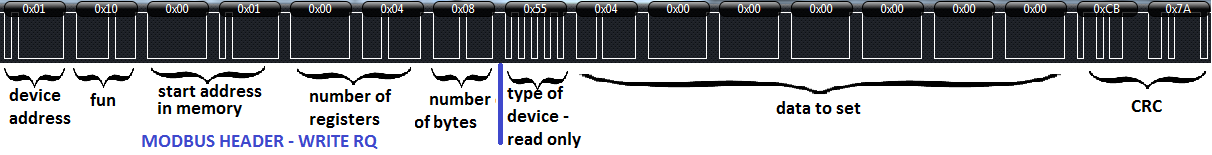 0x01 0x10 0x00 0x01 0x00 0x04 0x08 0x55 0x04 0x00 0x00 0x00 0x00 0x00 0x00 0xCB 0x7A
device
address
fun
start address
in memory
number of
registers
number
of bytes
type of
device -
read only
data to set
CRC
MODBUS HEADER - WRITE RQ